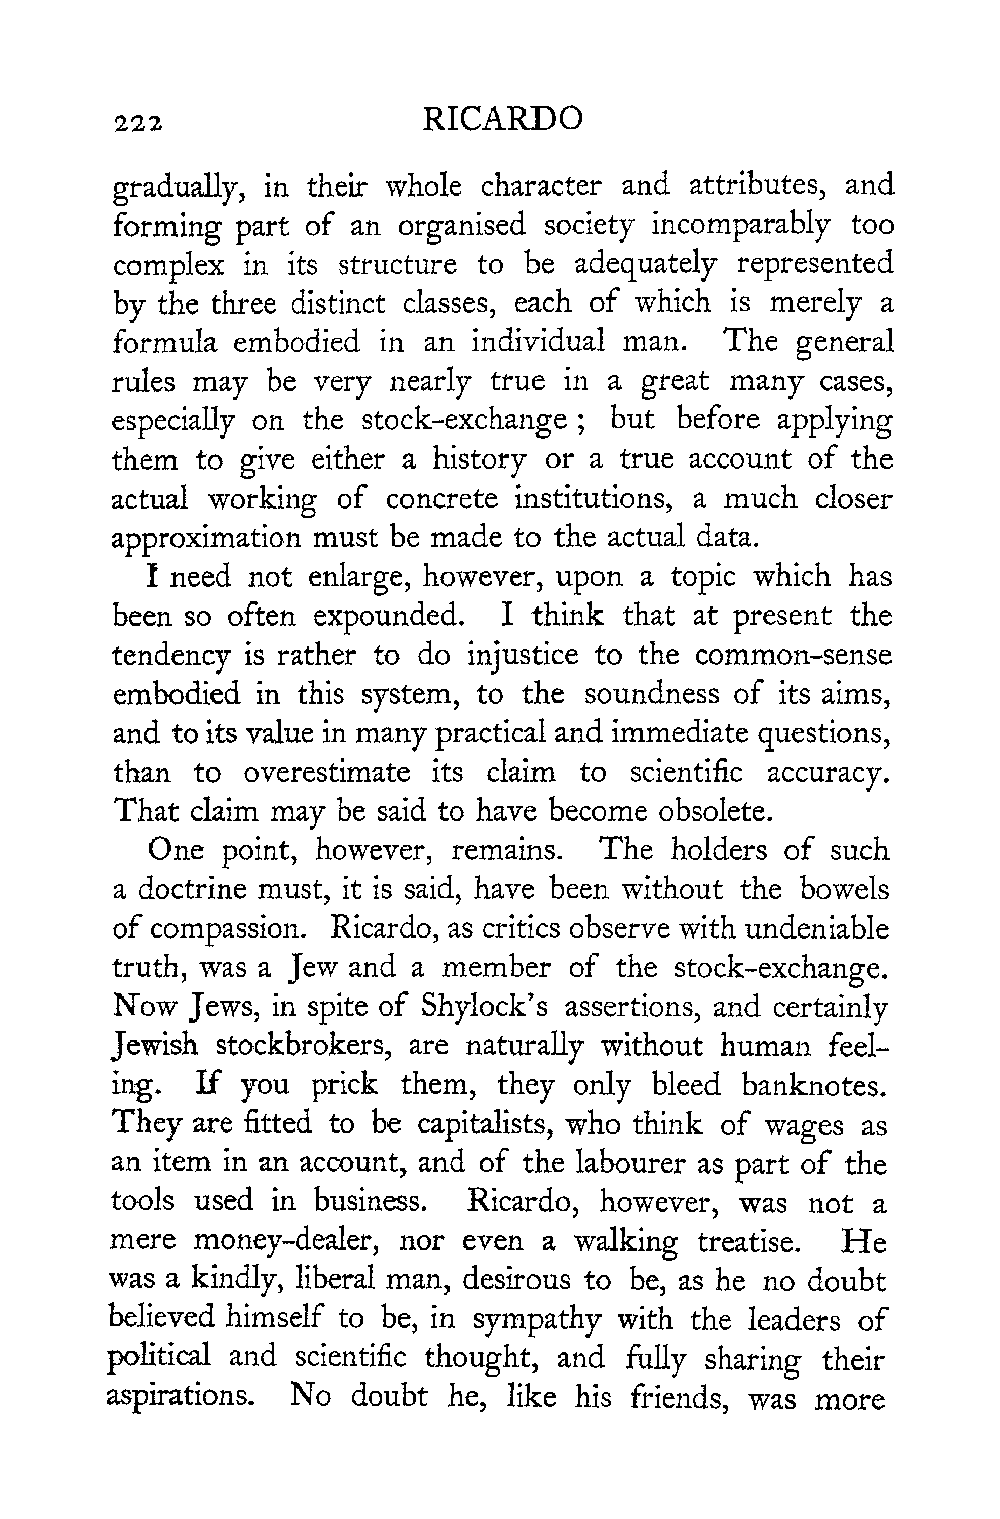 222 RICARDO
gradually, in their whole character and attributes, and
forming part of an organised society incomparably too
complex in its structure to be adequately represented
by the three distinct classes, each of which is merely a
formula embodied in an individual man. The general
rules may be very nearly true in a great many cases,
especially on the stock-exchange ; but before applying
them to give either a history or a true account of the
actual working of concrete institutions, a much closer
approximation must be made to the actual data.
I need not enlarge, however, upon a topic which has
been so often expounded. I think that at present the
tendency is rather to do injustice to the common-sense
embodied in this system, to the soundness of its aims,
and to its value in many practical and immediate questions,
than to overestimate its claim to scientific accuracy.
That claim may be said to have become obsolete.
One point, however, remains. The holders of such
a doctrine must, it is said, have been without the bowels
of compassion. Ricardo, as critics observe with undeniable
truth, was a Jew and a member of the stock-exchange.
Now Jews, in spite of Shylock's assertions, and certainly
Jewish stockbrokers, are naturally without human feel-
ing. If you prick them, they only bleed banknotes.
They are fitted to be capitalists, who think of wages as
an item in an account, and of the labourer as part of the
tools used in business. Ricardo, however, was not a
mere money-dealer, nor even a walking treatise. He
was a kindly, liberal man, desirous to be, as he no doubt
believed himself to be, in sympathy with the leaders of
political and scientific thought, and fully sharing their
aspirations. No doubt he, like his friends, was more